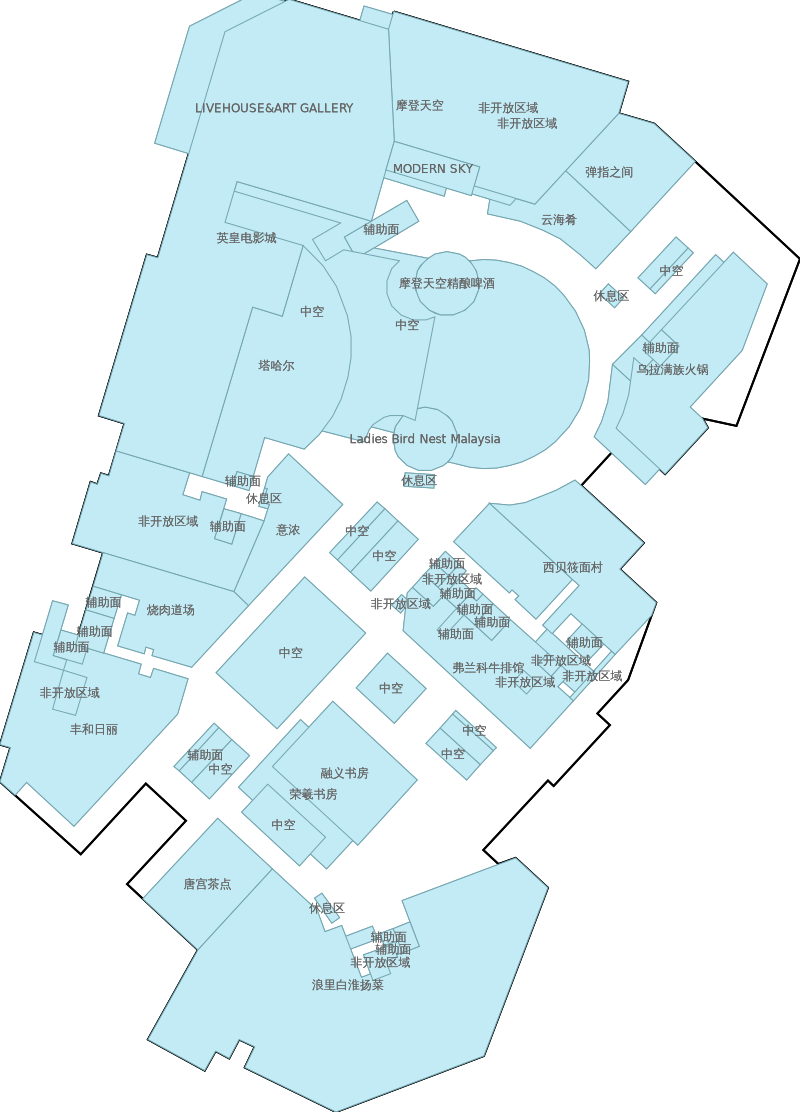 LIVEHOUSE&ART GALLERY
摩登天空
非开放区域
非开放区域
MODERN SKY
弹指之间
云海肴
辅助面
英皇电影城
中空
摩登天空精酿啤酒
休息区
中空
中空
辅助面
塔哈尔
乌拉满族火锅
Ladies Bird Nest Malaysia
辅助面
休息区
休息区
非开放区域
辅助面
意浓
中空
中空
辅助面
西贝筱面村
非开放区域
辅助面
辅助面
非开放区域
烧肉道场
辅助面
辅助面
辅助面
辅助面
辅助面
辅助面
中空
非开放区域
弗兰科牛排馆
非开放区域
非开放区域
中空
非开放区域
丰和日丽
中空
辅助面
中空
中空
融义书房
荣羲书房
中空
唐宫茶点
休息区
辅助面
辅助面
非开放区域
浪里白淮扬菜